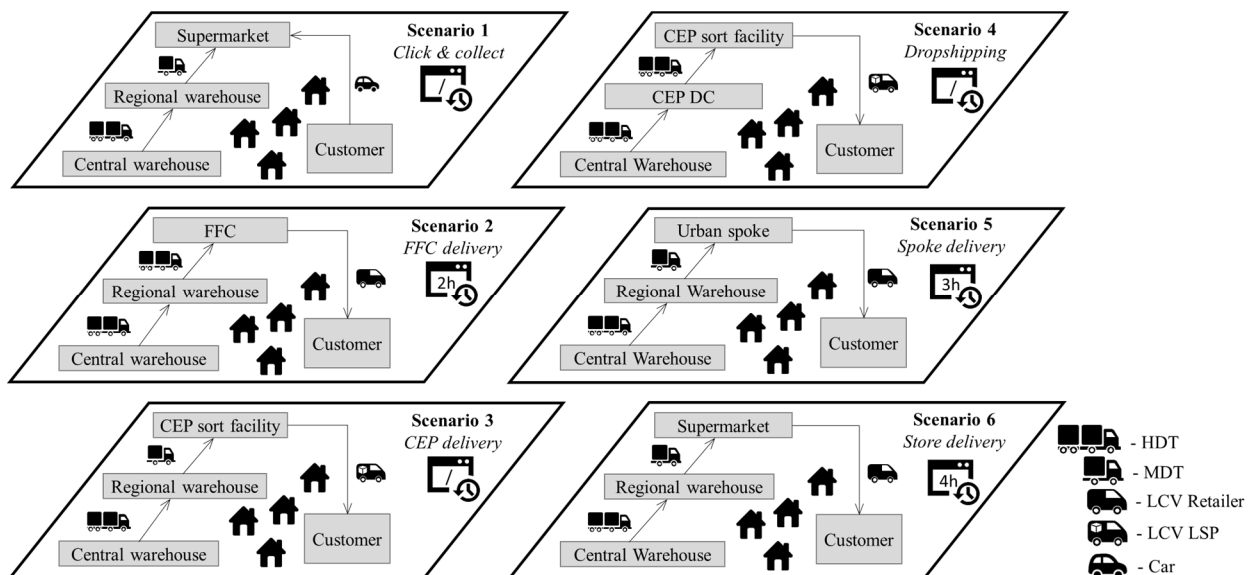 Scenario 1
Click & collect
Supermarket
Regional warehouse
Central warehouse
Customer
/
Scenario 4
Dropshipping
CEP sort facility
CEP DC
Central Warehouse
Customer
/
Scenario 2
FFC delivery
FFC
2h
Regional warehouse
Central warehouse
Customer
Scenario 5
Spoke delivery
Urban spoke
3h
Regional Warehouse
Central Warehouse
Customer
Scenario 3
CEP delivery
CEP sort facility
/
Regional warehouse
Central warehouse
Customer
Scenario 6
Store delivery
Supermarket
4h
Regional warehouse
Central Warehouse
Customer
- HDT
- MDT
- LCV Retailer
- LCV LSP
- Car